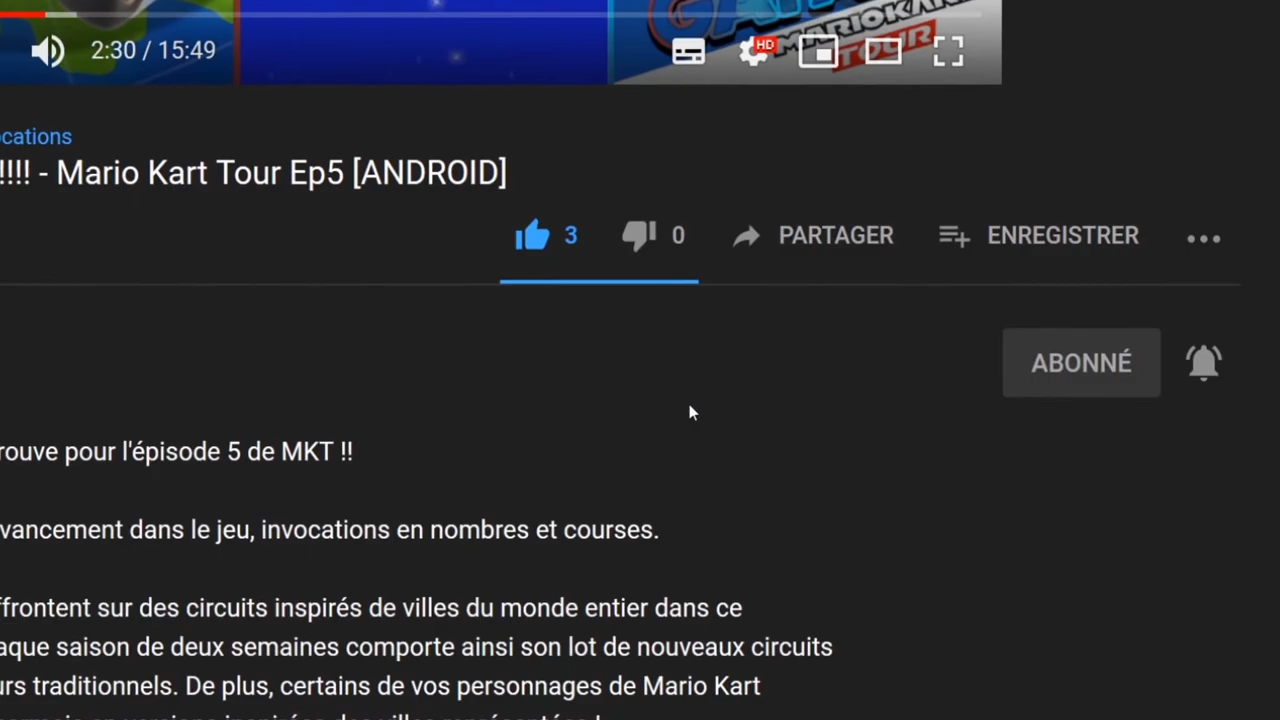 MARIOKART
TOUR
2:30 / 15:49
HD
ocations
!!!! - Mario Kart Tour Ep5 [ANDROID]
3 0 PARTAGER ENREGISTRER
ABONNÉ
rouve pour l'épisode 5 de MKT !!
vancement dans le jeu, invocations en nombres et courses.
ffrontent sur des circuits inspirés de villes du monde entier dans ce
aque saison de deux semaines comporte ainsi son lot de nouveaux circuits
urs traditionnels. De plus, certains de vos personnages de Mario Kart